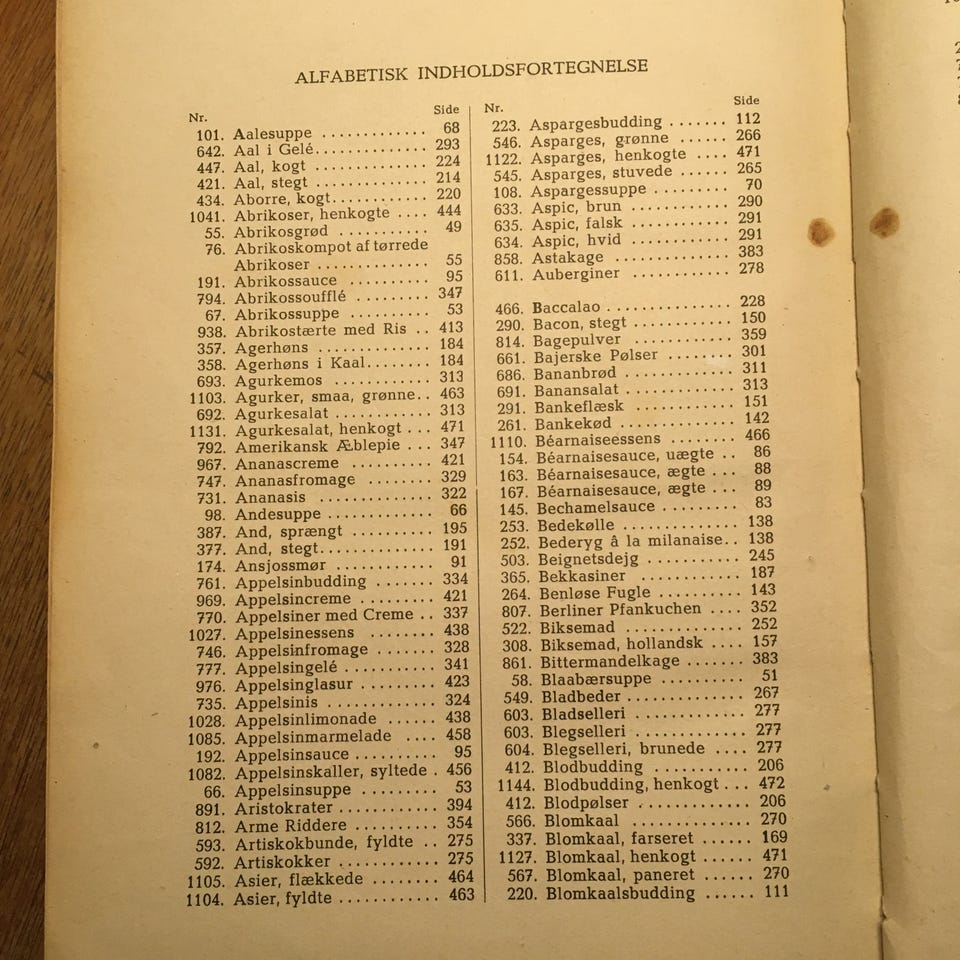 ALFABETISK INDHOLDSFORTEGNELSE
Nr. Side
101. Aalesuppe ............. 68
642. Aal i Gelé............. 293
447. Aal, kogt ............. 224
421. Aal, stegt ............. 214
434. Aborre, kogt............ 220
1041. Abrikoser, henkogte .... 444
55. Abrikosgrød ........... 49
76. Abrikoskompot af tørrede
Abrikoser ............. 55
191. Abrikossauce .......... 95
794. Abrikossoufflé ......... 347
67. Abrikossuppe .......... 53
938. Abrikostærte med Ris .. 413
357. Agerhøns ............. 184
358. Agerhøns i Kaal........ 184
693. Agurkemos ............ 313
1103. Agurker, smaa, grønne.. 463
692. Agurkesalat ............ 313
1131. Agurkesalat, henkogt ... 471
792. Amerikansk Æblepie ... 347
967. Ananascreme .......... 421
747. Ananasfromage ........ 329
731. Ananasis ............. 322
98. Andesuppe ............ 66
387. And, sprængt .......... 195
377. And, stegt.............. 191
174. Ansjossmør ............ 91
761. Appelsinbudding ....... 334
969. Appelsincreme ......... 421
770. Appelsiner med Creme .. 337
1027. Appelsinessens ....... 438
746. Appelsinfromage ....... 328
777. Appelsingelé ........... 341
976. Appelsinglasur ......... 423
735. Appelsinis ............. 324
1028. Appelsinlimonade ...... 438
1085. Appelsinmarmelade .... 458
192. Appelsinsauce .......... 95
1082. Appelsinskaller, syltede . 456
66. Appelsinsuppe ......... 53
891. Aristokrater ............ 394
812. Arme Riddere .......... 354
593. Artiskokbunde, fyldte .. 275
592. Artiskokker ............ 275
1105. Asier, flækkede ........ 464
1104. Asier, fyldte ............ 463
Nr. Side
223. Aspargesbudding ....... 112
546. Asparges, grønne ...... 266
1122. Asparges, henkogte .... 471
545. Asparges, stuvede ...... 265
108. Aspargessuppe ......... 70
633. Aspic, brun ............ 290
635. Aspic, falsk ............ 291
634. Aspic, hvid ............ 291
858. Astakage .............. 383
611. Auberginer ............ 278
466. Baccalao ............... 228
290. Bacon, stegt ............ 150
814. Bagepulver ............ 359
661. Bajerske Pølser ........ 301
686. Bananbrød ............. 311
691. Banansalat ............. 313
291. Bankeflæsk ............ 151
261. Bankekød ............. 142
1110. Béarnaiseessens ........ 466
154. Béarnaisesauce, uægte .. 86
163. Béarnaisesauce, ægte ... 88
167. Béarnaisesauce, ægte ... 89
145. Bechamelsauce ......... 83
253. Bedekølle ............. 138
252. Bederyg â la milanaise.. 138
503. Beignetsdejg ........... 245
365. Bekkasiner ............ 187
264. Benløse Fugle .......... 143
807. Berliner Pfankuchen .... 352
522. Biksemad ............. 252
308. Biksemad, hollandsk .... 157
861. Bittermandelkage ....... 383
58. Blaabærsuppe .......... 51
549. Bladbeder ............. 267
603. Bladselleri ............ 277
603. Blegselleri ............ 277
604. Blegselleri, brunede .... 277
412. Blodbudding .......... 206
1144. Blodbudding, henkogt ... 472
412. Blodpølser ............ 206
566. Blomkaal ............. 270
337. Blomkaal, farseret ...... 169
1127. Blomkaal, henkogt ...... 471
567. Blomkaal, paneret ...... 270
220. Blomkaalsbudding ...... 111